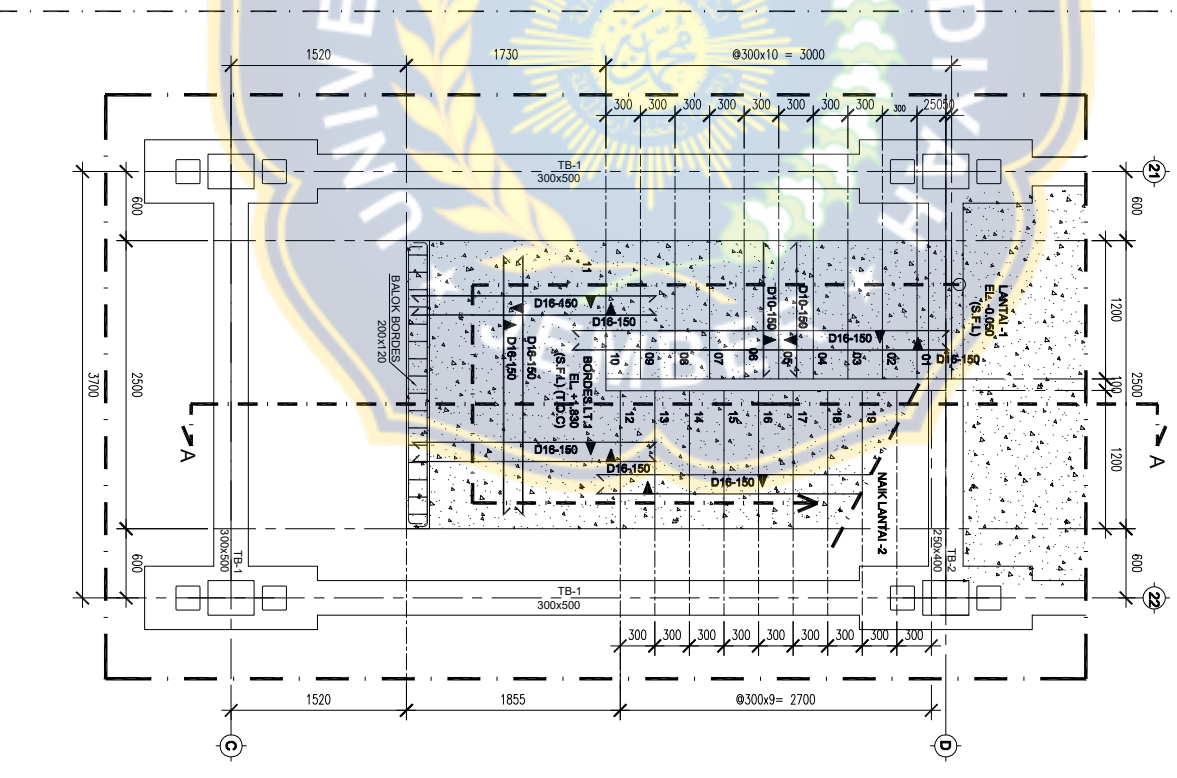 1520
1730
@300x10 = 3000
300 300 300 300 300 300 300 300 300 250 50
TB-1
300x500
21
600
600
1200
100
1200
2500
600
2500
3700
600
LANTAI -1
EL. -0.050
(S.F.L)
BALOK BORDES
200x120
11
D16-150
D16-150
D10-150
D10-150
D16-150
D16-150
D16-150
D16-150
10 09 08 07 06 05 04 03 02 01
BORDES LT.1
(S.F.L) (T.O.C)
12 13 14 15 16 17 18 19
D16-150
D16-150
D16-150
A
A
NAIK LANTAI -2
TB-1
300x500
TB-2
250x400
TB-1
300x500
22
300 300 300 300 300 300 300 300 300
1520
1855
@300x9= 2700
C
D
UNIVE
JEMBE